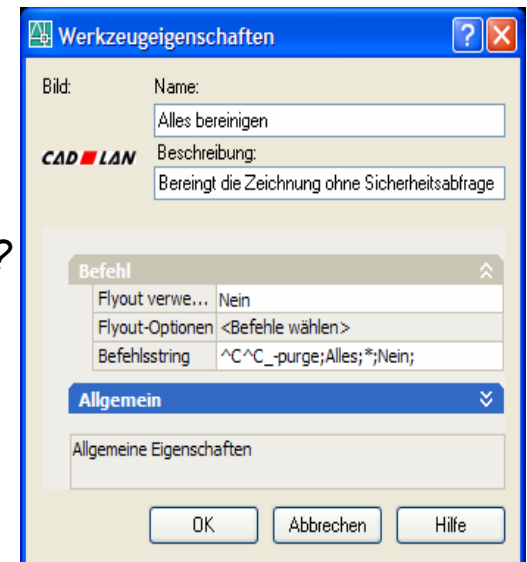 Werkzeugeigenschaften
Bild:
Name:
Alles bereinigen
CAD LAN
Beschreibung:
Bereingt die Zeichnung ohne Sicherheitsabfrage
?
Befehl
Flyout verwe... Nein
Flyout-Optionen <Befehle wählen>
Befehlsstring ^C^C_-purge;Alles;*;Nein;
Allgemein
Allgemeine Eigenschaften
OK Abbrechen Hilfe